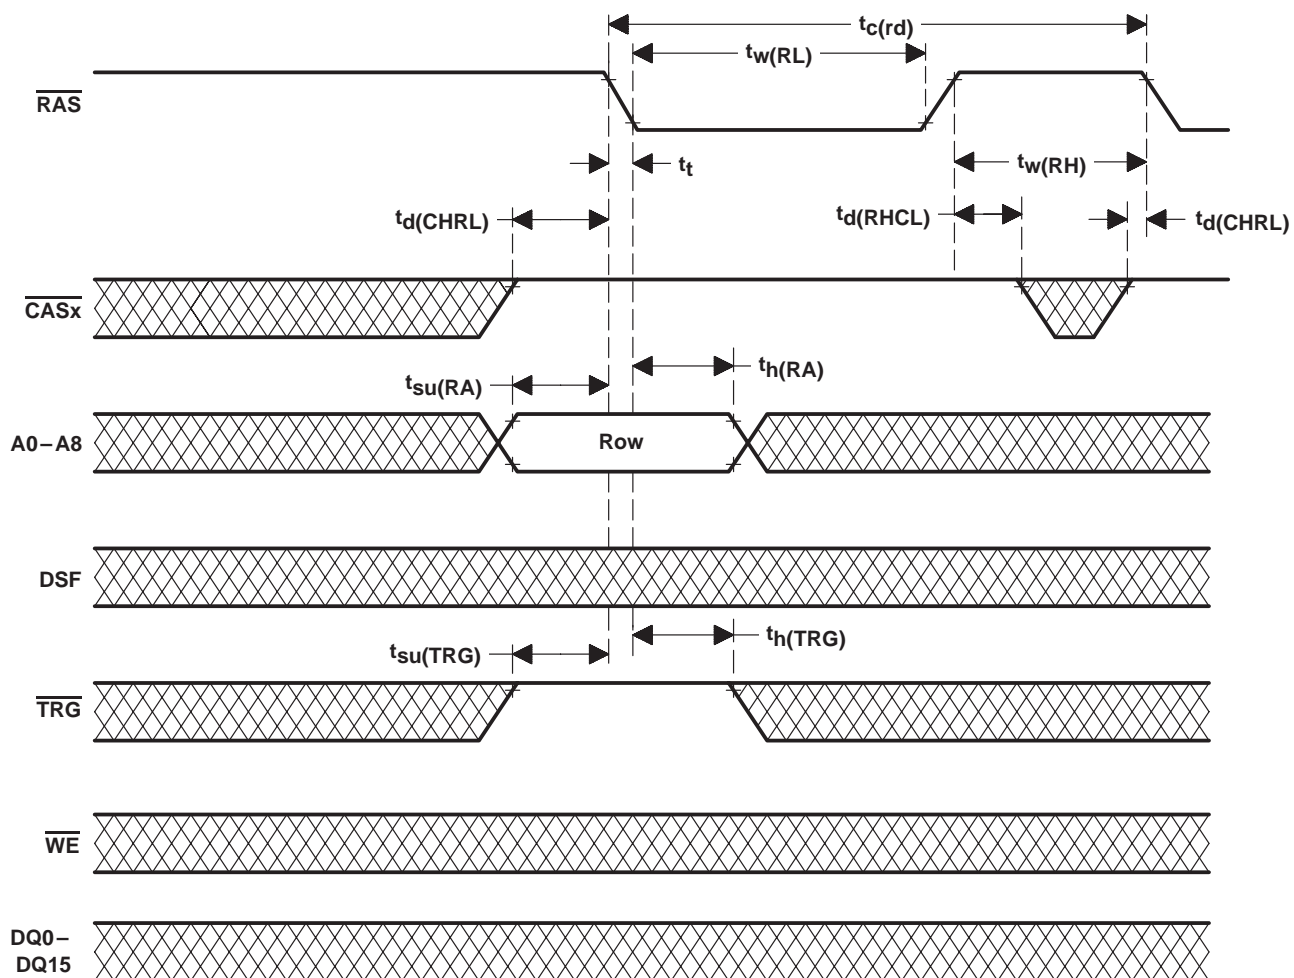 tc(rd)
tw(RL)
RAS
tt
tw(RH)
td(CHRL)
td(RHCL)
td(CHRL)
CASx
th(RA)
tsu(RA)
A0–A8
Row
DSF
th(TRG)
tsu(TRG)
TRG
WE
DQ0–
DQ15